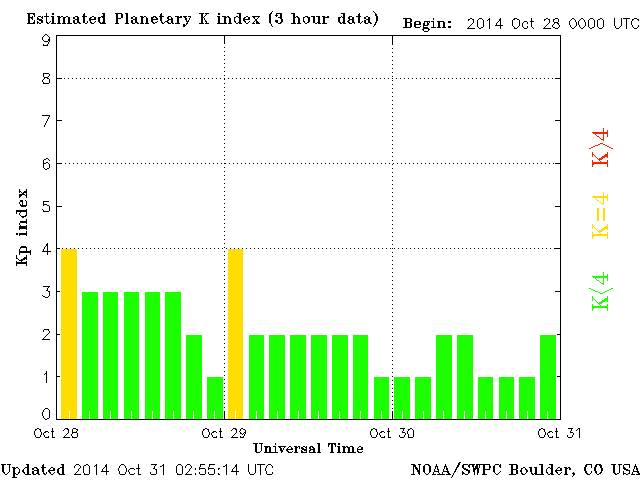 Estimated Planetary K index (3 hour data) Begin: 2014 Oct 28 0000 UTC
9
8
7
6
5
4
3
2
1
0
Kp index
Oct 28 Oct 29 Oct 30 Oct 31
Universal Time
K>4
K=4
K<4
Updated 2014 Oct 31 02:55:14 UTC NOAA/SWPC Boulder, CO USA